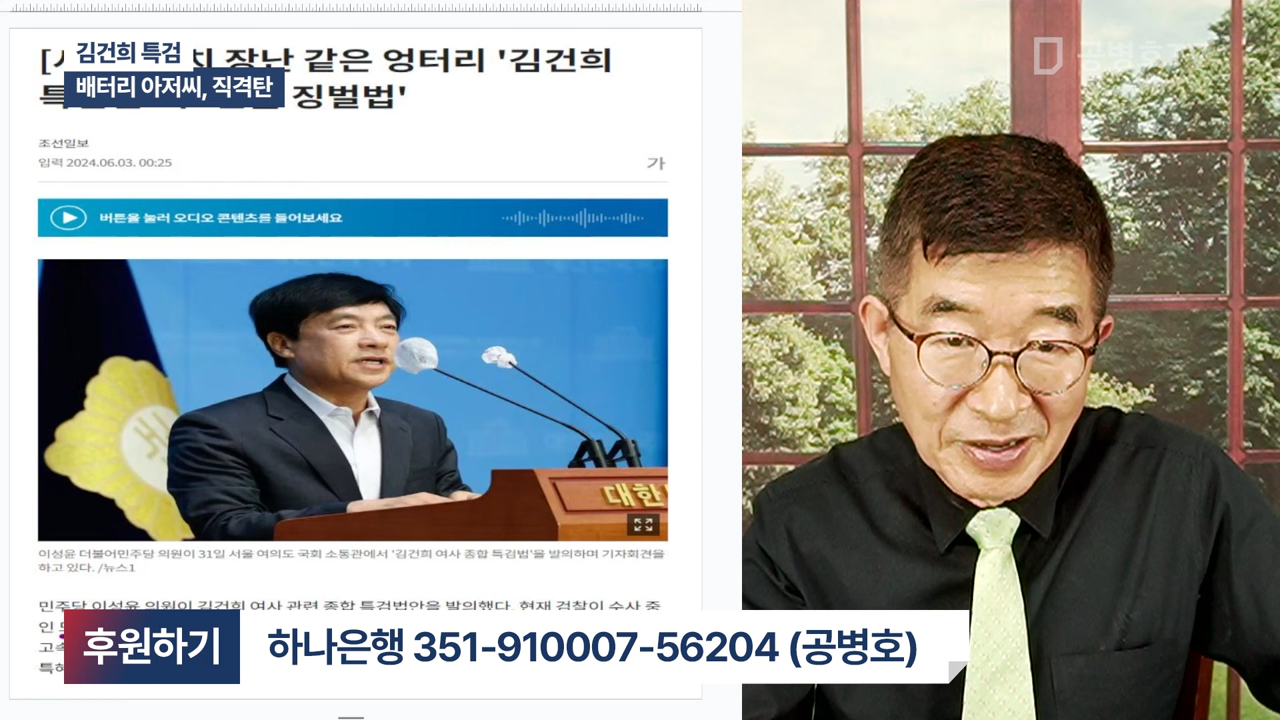 김건희 특검
배터리 아저씨, 직격탄
장난 같은 엉터리 '김건희
징벌법'
조선일보
입력 2024.06.03. 00:25
가
버튼을 눌러 오디오 콘텐츠를 들어보세요
대한
이성윤 더불어민주당 의원이 31일 서울 여의도 국회 소통관에서 '김건희 여사 종합 특검법'을 발의하며 기자회견을
하고 있다. /뉴스1
민주당 이성윤 의원이 김건희 여사 관련 종합 특검법안을 발의했다. 현재 검찰이 수사 중
인
고속
특혜
후원하기
하나은행 351-910007-56204 (공병호)
공병호